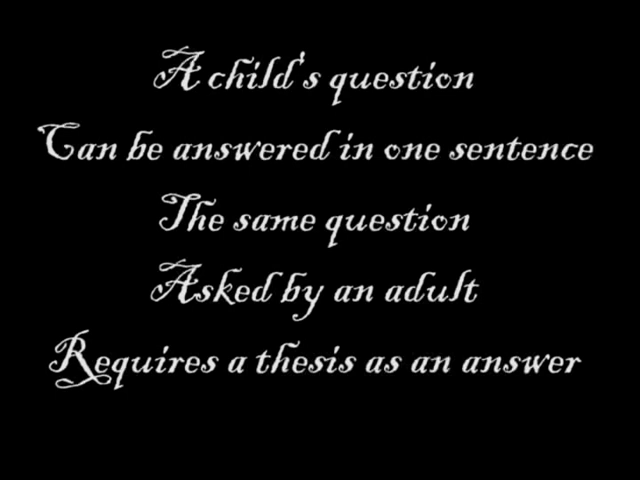 A child's question
Can be answered in one sentence
The same question
Asked by an adult
Requires a thesis as an answer